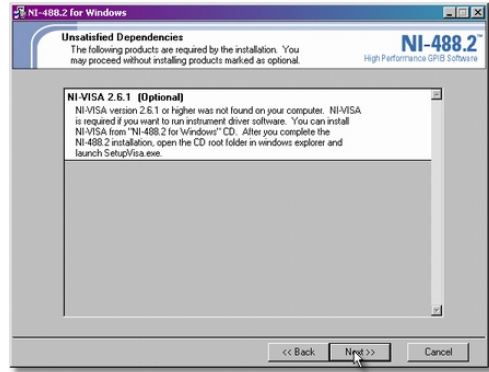 NI-488.2 for Windows
Unsatisfied Dependencies
The following products are required by the installation. You
may proceed without installing products marked as optional.
NI-488.2™
High Performance GPIB Software
NI-VISA 2.6.1 (Optional)
NI-VISA version 2.6.1 or higher was not found on your computer. NI-VISA
is required if you want to run instrument driver software. You can install
NI-VISA from "NI-488.2 for Windows" CD. After you complete the
NI-488.2 installation, open the CD root folder in windows explorer and
launch SetupVisa.exe.
<< Back
Next >>
Cancel